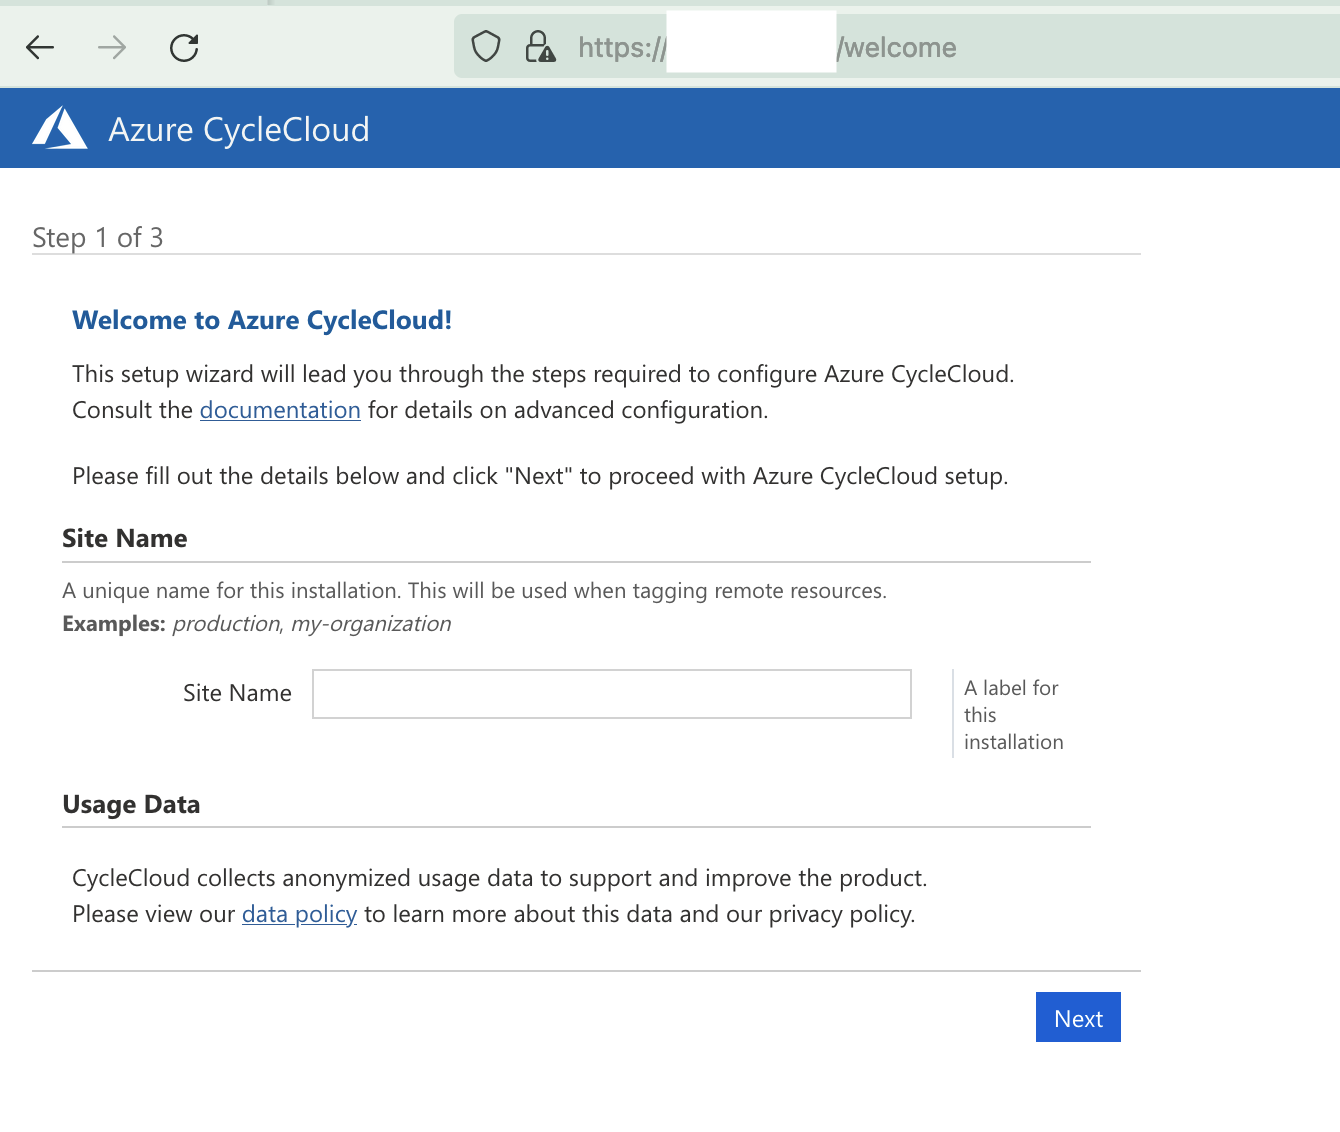 https:// /welcome
Azure CycleCloud
Step 1 of 3
Welcome to Azure CycleCloud!
This setup wizard will lead you through the steps required to configure Azure CycleCloud.
Consult the documentation for details on advanced configuration.
Please fill out the details below and click "Next" to proceed with Azure CycleCloud setup.
Site Name
A unique name for this installation. This will be used when tagging remote resources.
Examples: production, my-organization
Site Name
A label for
this
installation
Usage Data
CycleCloud collects anonymized usage data to support and improve the product.
Please view our data policy to learn more about this data and our privacy policy.
Next